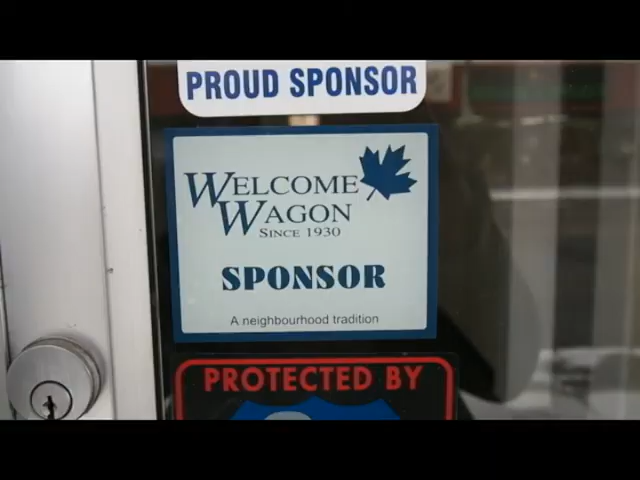 PROUD SPONSOR
WELCOME
WAGON
SINCE 1930
SPONSOR
A neighbourhood tradition
PROTECTED BY